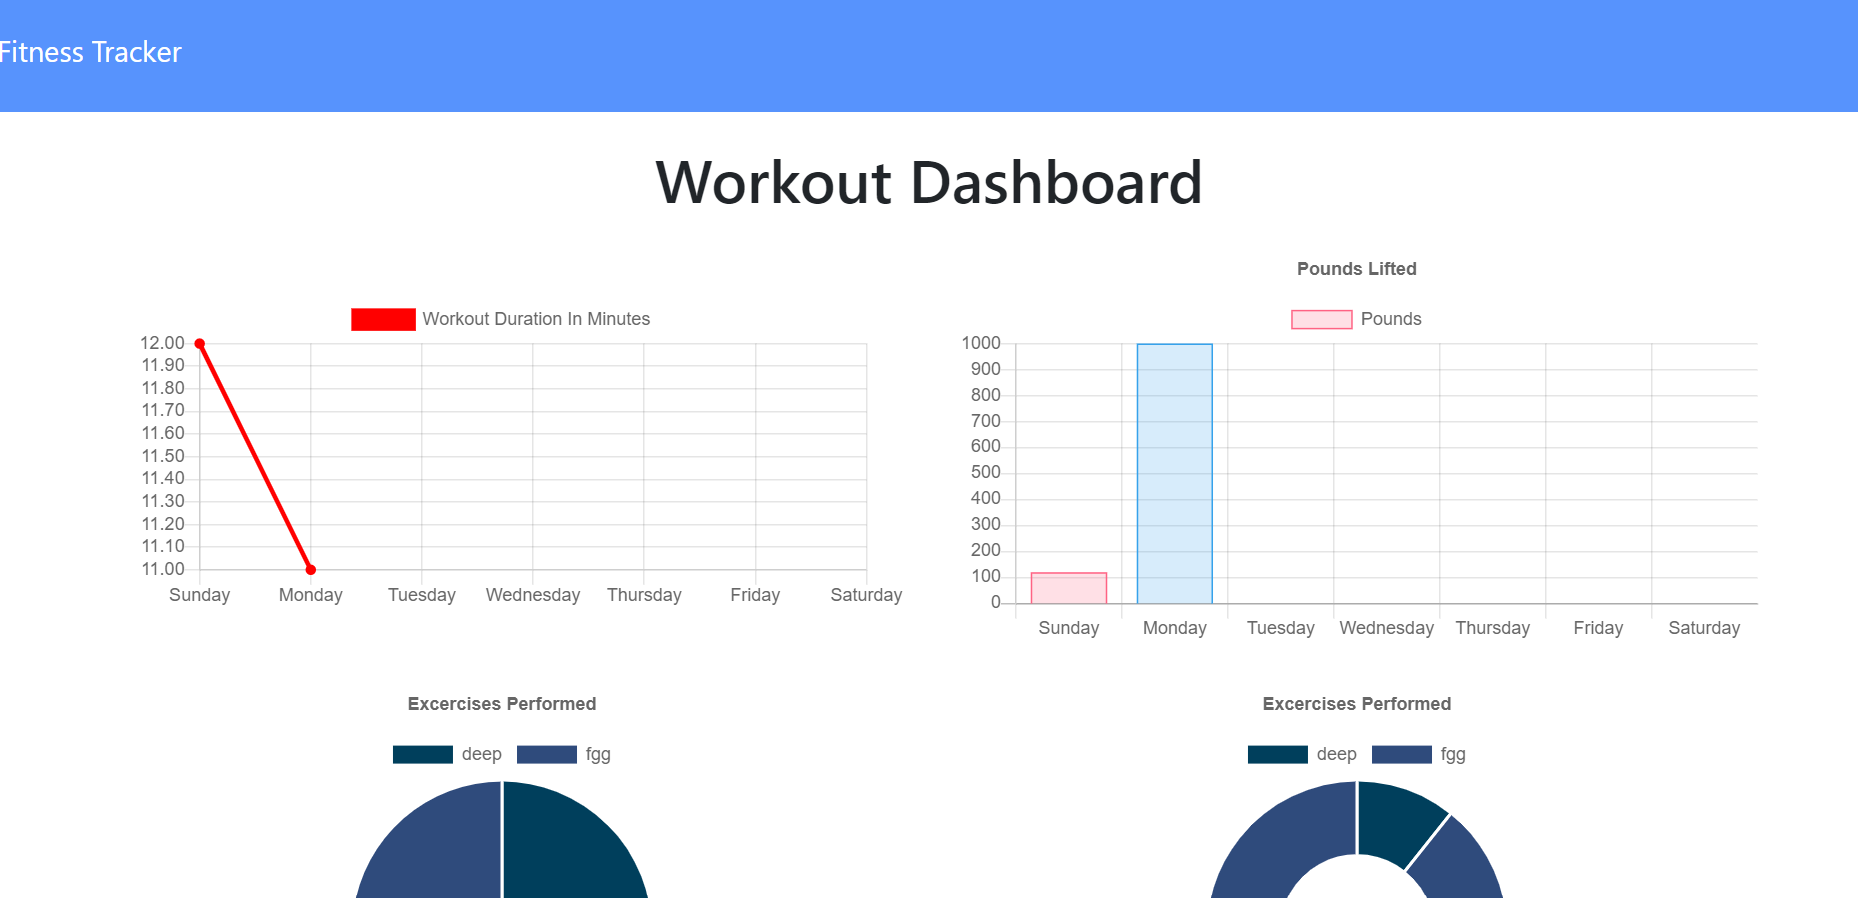 Fitness Tracker
Workout Dashboard
Workout Duration In Minutes
12.00
11.90
11.80
11.70
11.60
11.50
11.40
11.30
11.20
11.10
11.00
Sunday Monday Tuesday Wednesday Thursday Friday Saturday
Pounds Lifted
Pounds
1000
900
800
700
600
500
400
300
200
100
0
Sunday Monday Tuesday Wednesday Thursday Friday Saturday
Excercises Performed
deep fgg
Excercises Performed
deep fgg